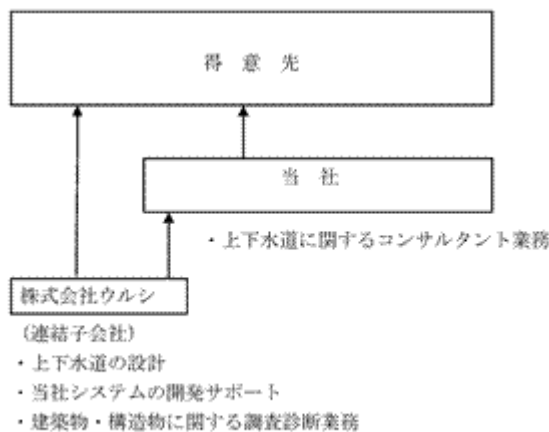 得 意 先
当 社
・上下水道に関するコンサルタント業務
株式会社ウルシ
(連結子会社)
・上下水道の設計
・当社システムの開発サポート
・建築物・構造物に関する調査診断業務